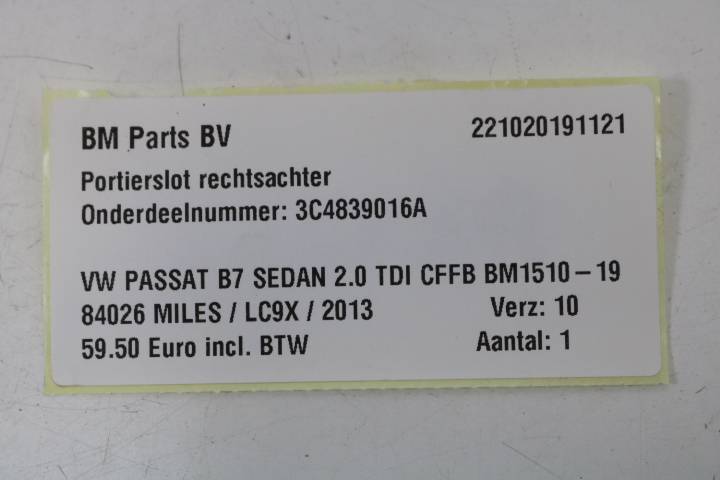 BM Parts BV 221020191121
Portierslot rechtsachter
Onderdeelnummer: 3C4839016A
VW PASSAT B7 SEDAN 2.0 TDI CFFB BM1510-19
84026 MILES / LC9X / 2013 Verz: 10
59.50 Euro incl. BTW Aantal: 1